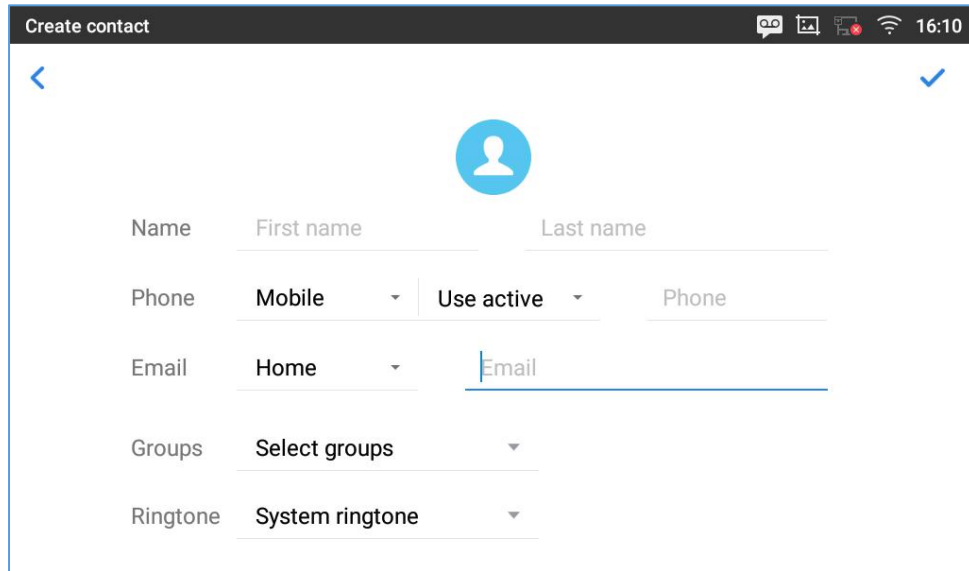 Create contact 16:10
Name First name Last name
Phone Mobile Use active Phone
Email Home Email
Groups Select groups
Ringtone System ringtone